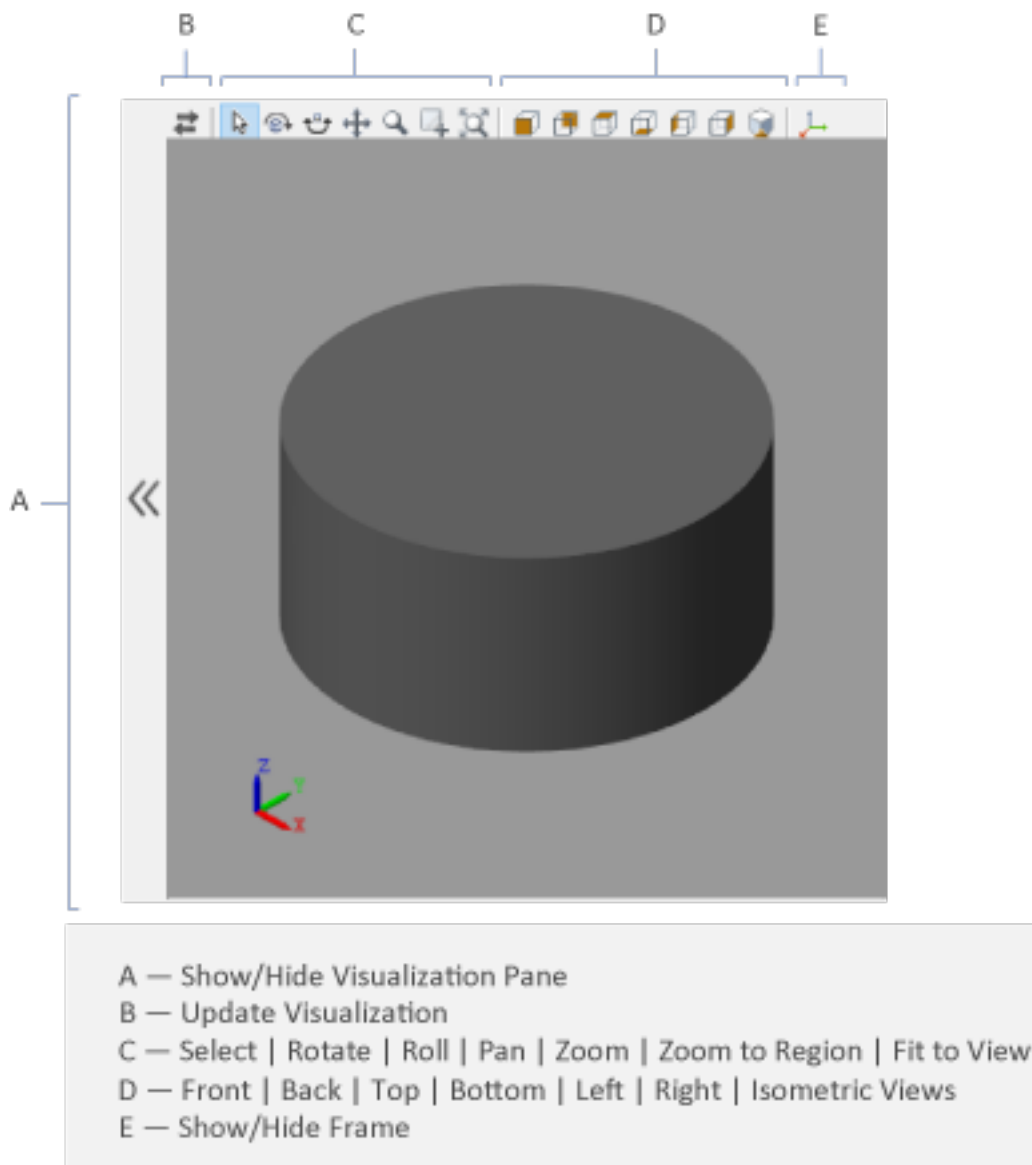 B C D E
A
Z
Y
X
A — Show/Hide Visualization Pane
B — Update Visualization
C — Select | Rotate | Roll | Pan | Zoom | Zoom to Region | Fit to View
D — Front | Back | Top | Bottom | Left | Right | Isometric Views
E — Show/Hide Frame